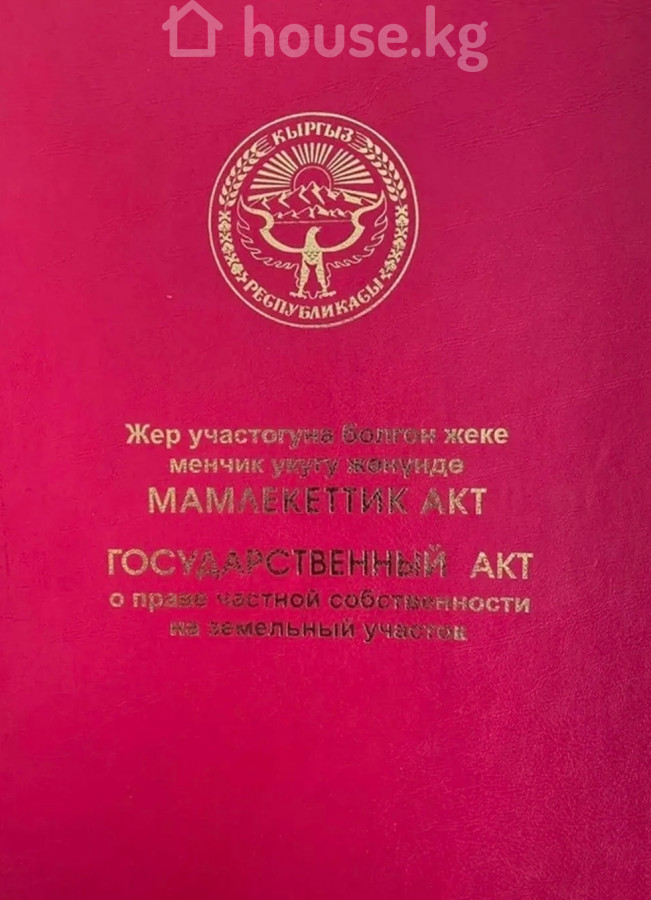 house.kg
КЫРГЫЗ
РЕСПУБЛИКАСЫ
Жер участогуна болгон жеке
менчик укугу жөнүндө
МАМЛЕКЕТТИК АКТ
ГОСУДАРСТВЕННЫЙ АКТ
о праве частной собственности
на земельный участок